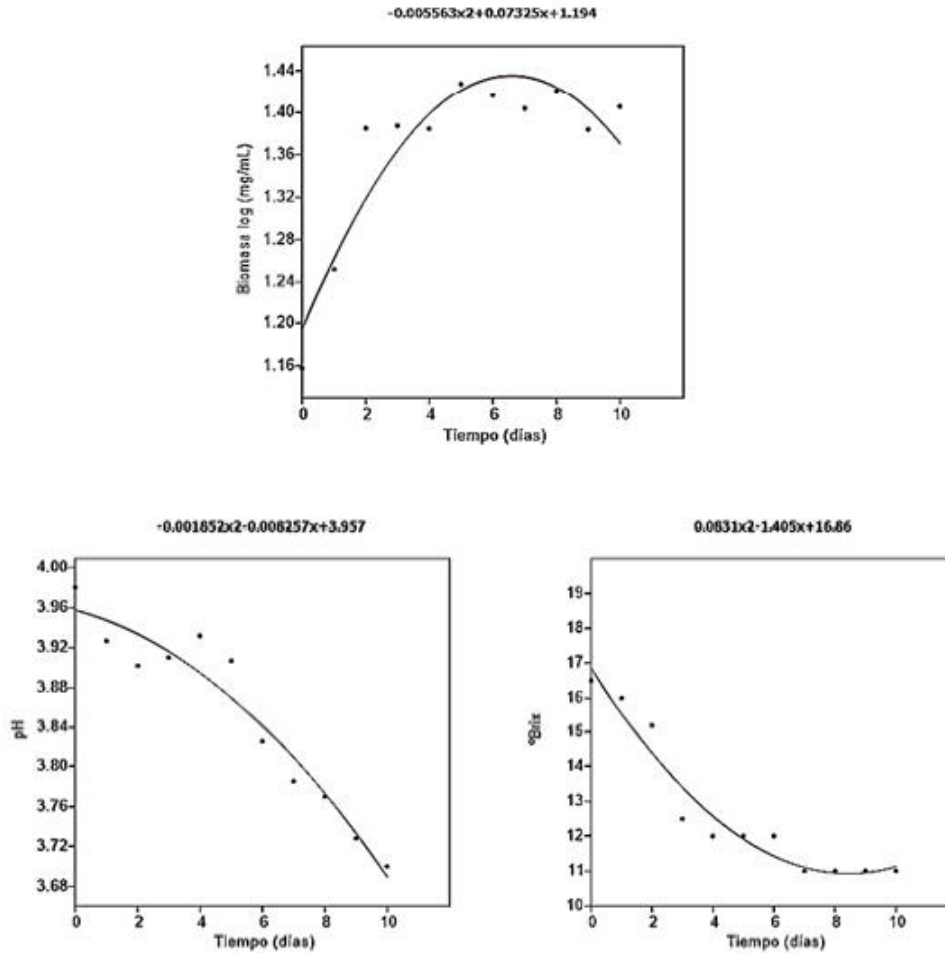 -0.005563x2+0.07325x+1.194
1.44
1.40
1.36
1.32
1.28
1.24
1.20
1.16
Biomasa log (mg/mL)
0 2 4 6 8 10
Tiempo (días)
-0.001852x2-0.008257x+3.957
4.00
3.96
3.92
3.88
3.84
3.80
3.76
3.72
3.68
pH
0 2 4 6 8 10
Tiempo (días)
0.0831x2-1.405x+16.86
19
18
17
16
15
14
13
12
11
10
ºBrix
0 2 4 6 8 10
Tiempo (días)